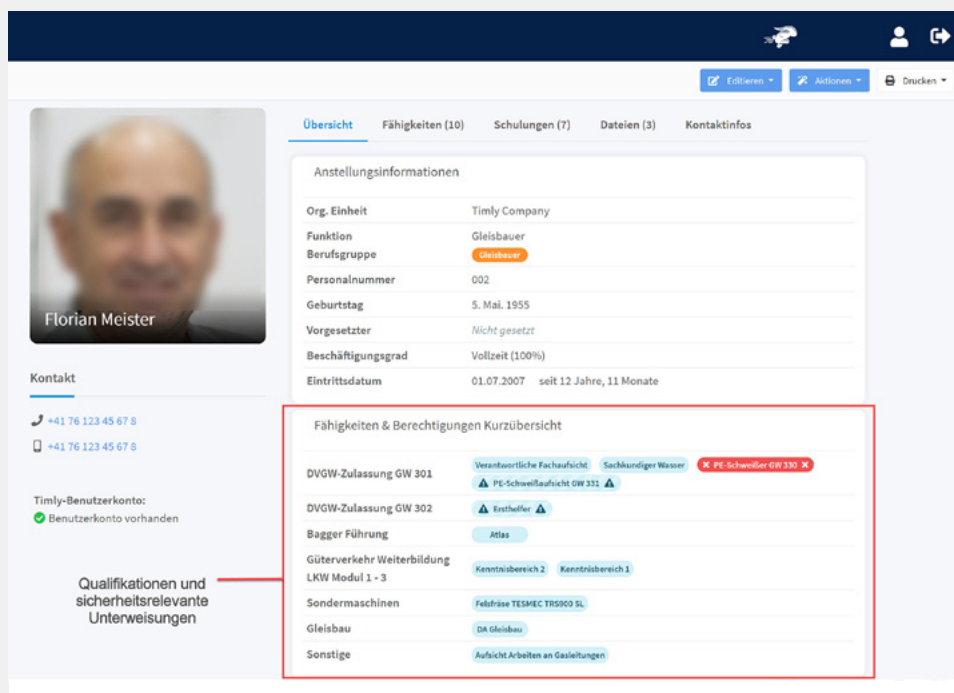 Editieren
Aktionen
Drucken
Übersicht
Fähigkeiten (10)
Schulungen (7)
Dateien (3)
Kontaktinfos
Florian Meister
Kontakt
+41 76 123 45 67 8
+41 76 123 45 67 8
Timly-Benutzerkonto:
Benutzerkonto vorhanden
Anstellungsinformationen
Org. Einheit Timly Company
Funktion Gleisbauer
Berufsgruppe Gleisbauer
Personalnummer 002
Geburtstag 5. Mai. 1955
Vorgesetzter Nicht gesetzt
Beschäftigungsgrad Vollzeit (100%)
Eintrittsdatum 01.07.2007 seit 12 Jahre, 11 Monate
Qualifikationen und
sicherheitsrelevante
Unterweisungen
Fähigkeiten & Berechtigungen Kurzübersicht
DVGW-Zulassung GW 301 Verantwortliche Fachaufsicht Sachkundiger Wasser PE-Schweißer GW 330
PE-Schweißaufsicht GW 331
DVGW-Zulassung GW 302 Ersthelfer
Bagger Führung Atlas
Güterverkehr Weiterbildung
LKW Modul 1 - 3 Kenntnisbereich 2 Kenntnisbereich 1
Sondermaschinen Felsfräse TESMEC TRS900 SL
Gleisbau DA Gleisbau
Sonstige Aufsicht Arbeiten an Gasleitungen